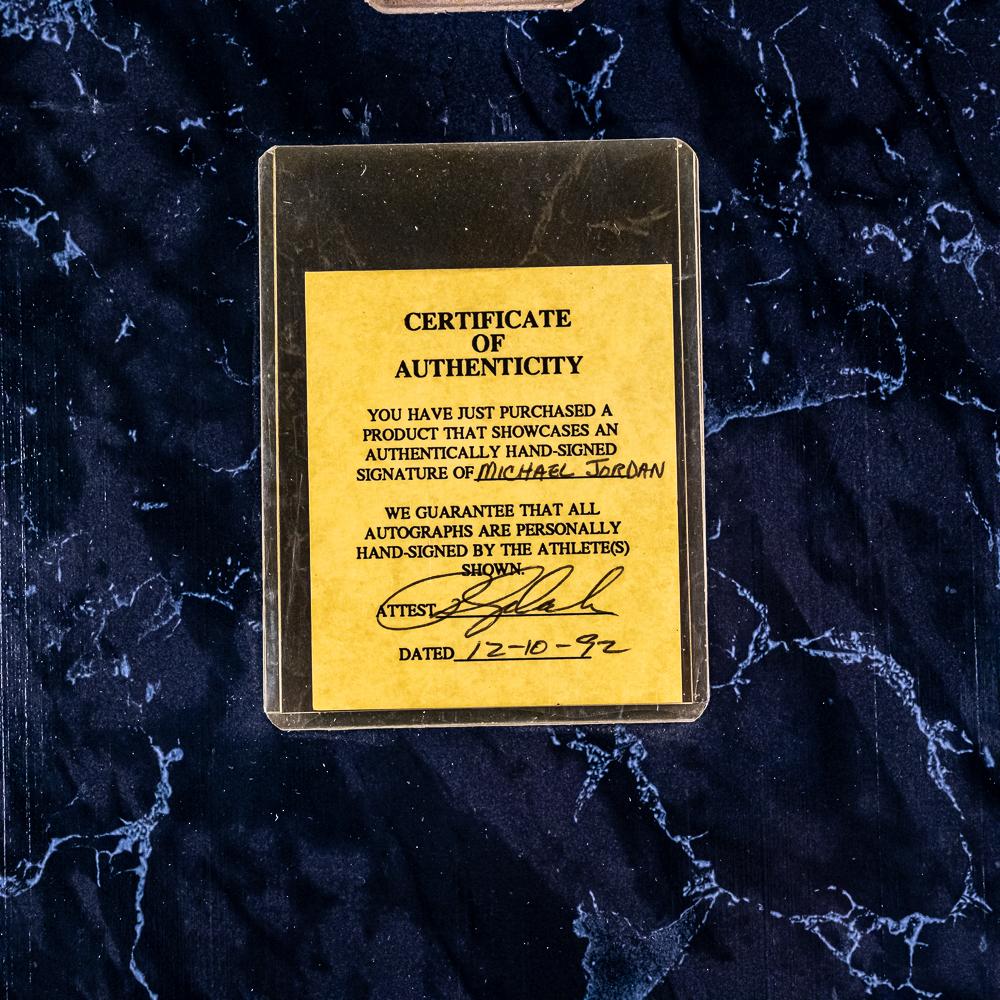 CERTIFICATE
OF
AUTHENTICITY
YOU HAVE JUST PURCHASED A
PRODUCT THAT SHOWCASES AN
AUTHENTICALLY HAND-SIGNED
SIGNATURE OF MICHAEL JORDAN
WE GUARANTEE THAT ALL
AUTOGRAPHS ARE PERSONALLY
HAND-SIGNED BY THE ATHLETE(S)
SHOWN.
ATTEST
DATED 12-10-92